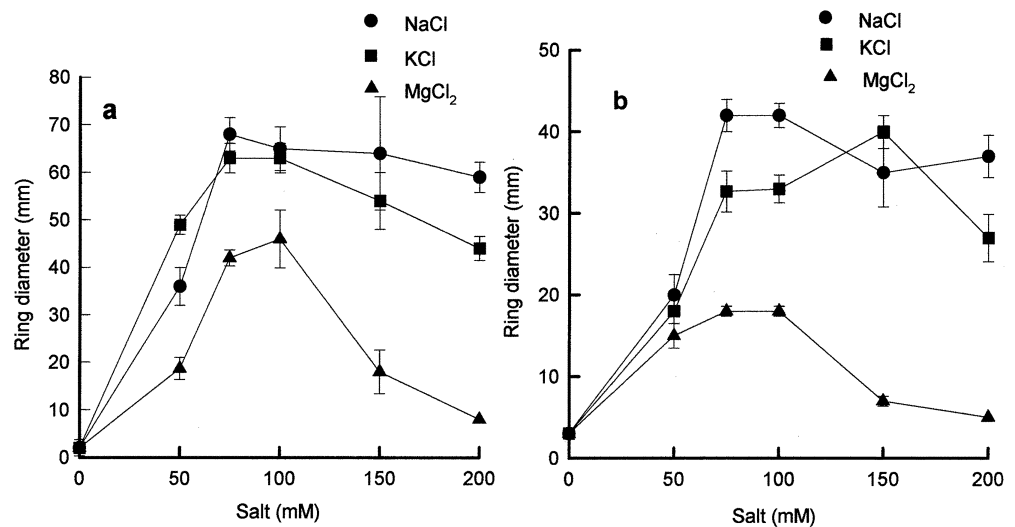 NaCl
KCl
MgCl₂
a
80
70
60
50
40
30
20
10
0
Ring diameter (mm)
0 50 100 150 200
Salt (mM)
NaCl
KCl
MgCl₂
b
50
40
30
20
10
0
Ring diameter (mm)
0 50 100 150 200
Salt (mM)